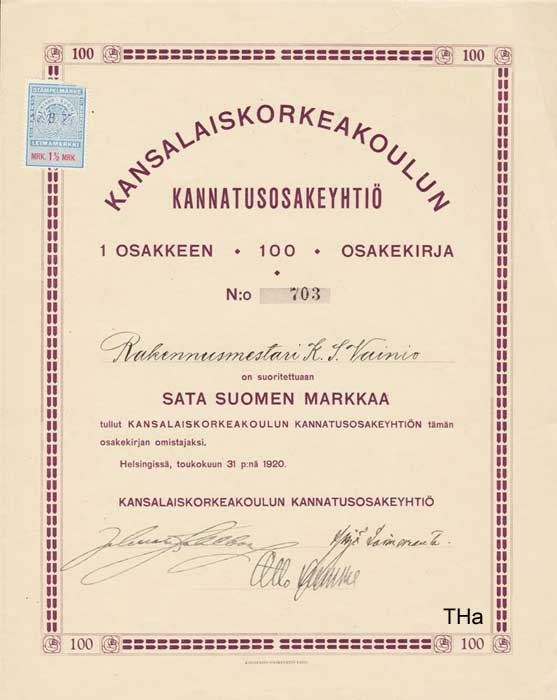 100 100
STÄMPELMÄRKE
LEIMAMERKKI
MRK. 1½ MRK
KANSALAISKORKEAKOULUN
KANNATUSOSAKEYHTIÖ
1 OSAKKEEN • 100 • OSAKEKIRJA
N:o 703
Rakennusmestari K. S. Vainio
on suoritettuaan
SATA SUOMEN MARKKAA
tullut KANSALAISKORKEAKOULUN KANNATUSOSAKEYHTIÖN tämän
osakekirjan omistajaksi.
Helsingissä, toukokuun 31 p:nä 1920.
KANSALAISKORKEAKOULUN KANNATUSOSAKEYHTIÖ
Yrjö
Otto
THa
100 100